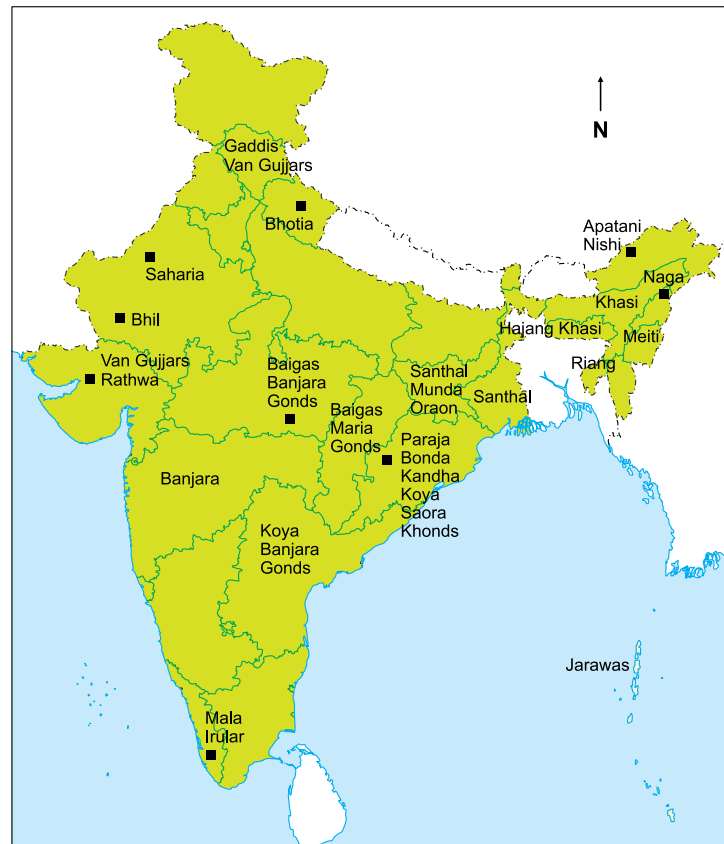 N
Gaddis
Van Gujjars
Bhotia
Apatani
Nishi
Saharia
Naga
Khasi
Bhil
Hajang Khasi
Meiti
Van Gujjars
Rathwa
Baigas
Banjara
Gonds
Santhal
Munda
Oraon
Riang
Santhal
Baigas
Maria
Gonds
Paraja
Bonda
Kandha
Koya
Saora
Khonds
Banjara
Koya
Banjara
Gonds
Jarawas
Mala
Irular